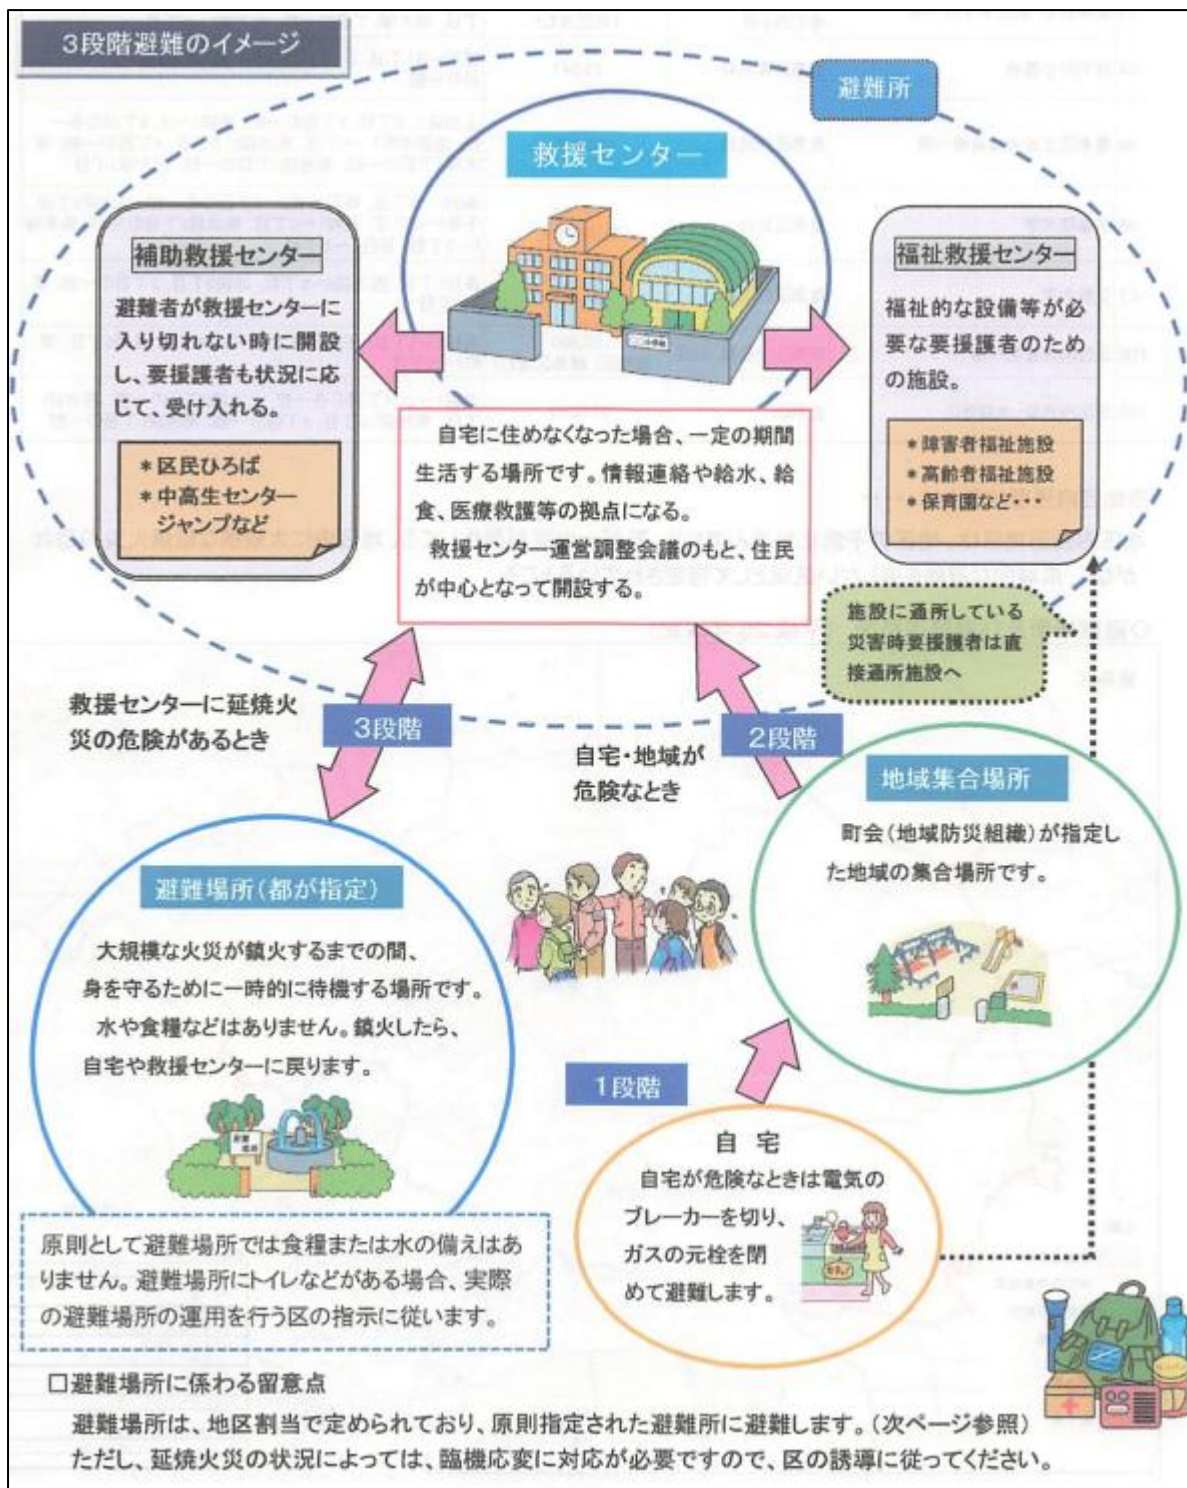 3段階避難のイメージ
避難所
救援センター
補助救援センター
避難者が救援センターに
入り切れない時に開設
し、要援護者も状況に応
じて、受け入れる。
＊区民ひろば
＊中高生センター
ジャンプなど
福祉救援センター
福祉的な設備等が必
要な要援護者のため
の施設。
＊障害者福祉施設
＊高齢者福祉施設
＊保育園など･･･
自宅に住めなくなった場合、一定の期間
生活する場所です。情報連絡や給水、給
食、医療救護等の拠点になる。
救援センター運営調整会議のもと、住民
が中心となって開設する。
施設に通所している
災害時要援護者は直
接通所施設へ
救援センターに延焼火
災の危険があるとき
3段階
自宅・地域が
危険なとき
2段階
地域集合場所
町会（地域防災組織）が指定し
た地域の集合場所です。
避難場所（都が指定）
大規模な火災が鎮火するまでの間、
身を守るために一時的に待機する場所です。
水や食糧などはありません。鎮火したら、
自宅や救援センターに戻ります。
1段階
自 宅
自宅が危険なときは電気の
ブレーカーを切り、
ガスの元栓を閉
めて避難します。
原則として避難場所では食糧または水の備えはあ
りません。避難場所にトイレなどがある場合、実際
の避難場所の運用を行う区の指示に従います。
□避難場所に係わる留意点
避難場所は、地区割当で定められており、原則指定された避難所に避難します。（次ページ参照）
ただし、延焼火災の状況によっては、臨機応変に対応が必要ですので、区の誘導に従ってください。